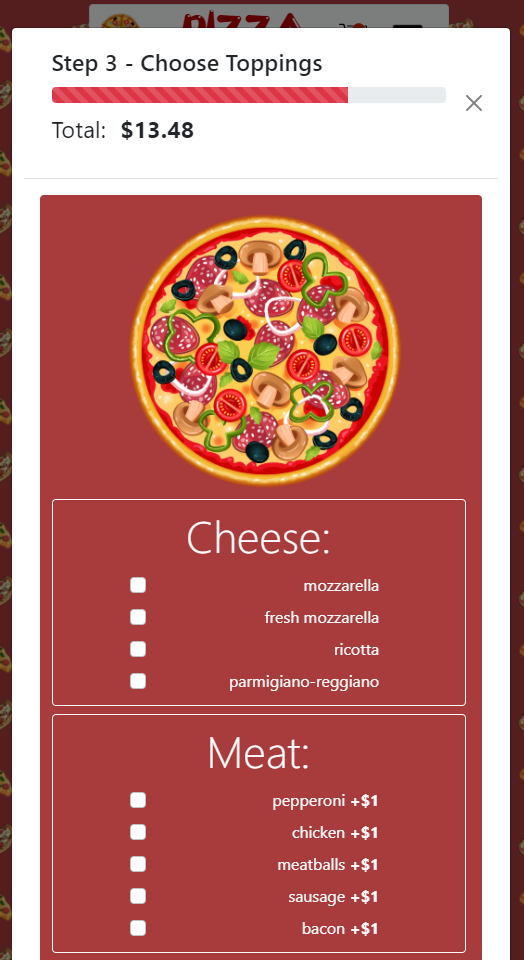 PIZZA
Step 3 - Choose Toppings
Total: $13.48
Cheese:
mozzarella
fresh mozzarella
ricotta
parmigiano-reggiano
Meat:
pepperoni +$1
chicken +$1
meatballs +$1
sausage +$1
bacon +$1